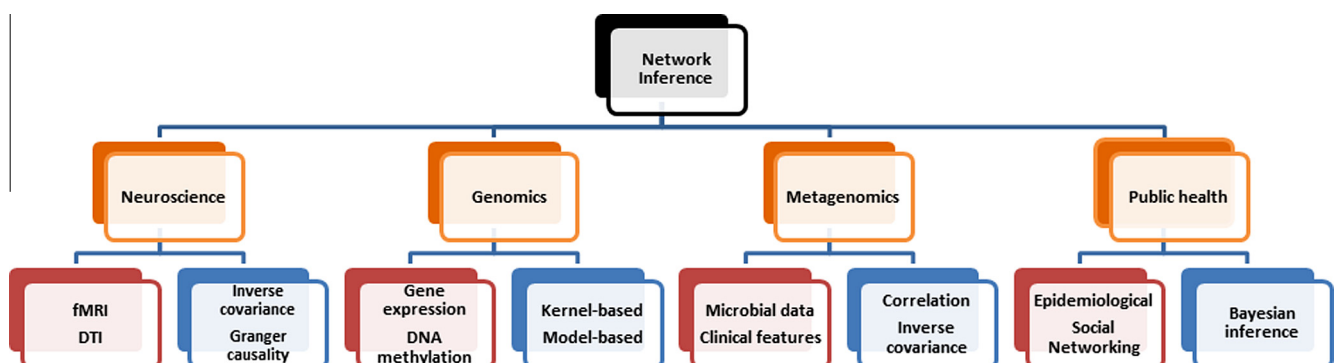 Network
Inference
Neuroscience
Genomics
Metagenomics
Public health
fMRI
DTI
Inverse
covariance
Granger
causality
Gene
expression
DNA
methylation
Kernel-based
Model-based
Microbial data
Clinical features
Correlation
Inverse
covariance
Epidemiological
Social
Networking
Bayesian
inference